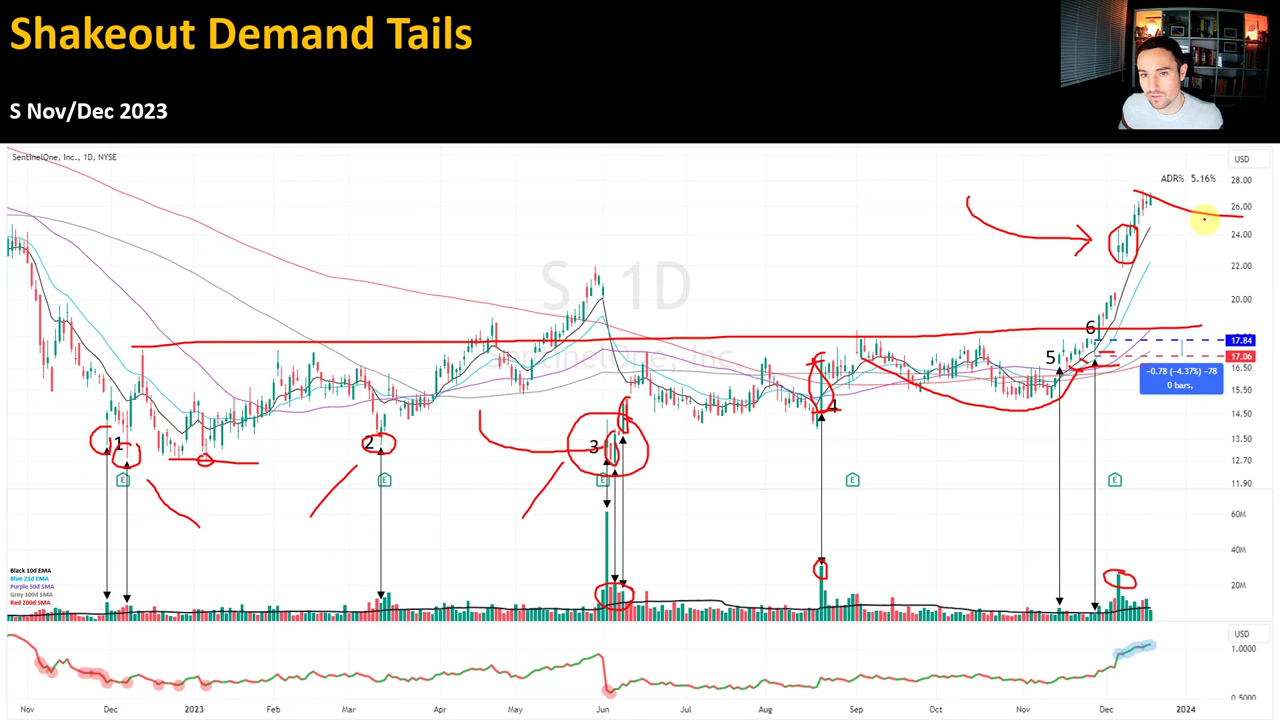 Shakeout Demand Tails
S Nov/Dec 2023
SentinelOne, Inc., 1D, NYSE
USD
ADR% 5.16%
28.00
26.00
24.00
22.00
20.00
17.84
17.06
16.50
15.50
14.50
13.50
12.70
11.90
S, 1D
SentinelOne, Inc.
1
2
3
4
5
6
-0.78 (-4.37%) -78
0 bars,
E
E
E
E
E
60M
40M
20M
Black 10d EMA
Blue 21d EMA
Purple 50d SMA
Grey 100d SMA
Red 200d SMA
USD
1.0000
0.5000
Nov
Dec
2023
Feb
Mar
Apr
May
Jun
Jul
Aug
Sep
Oct
Nov
Dec
2024